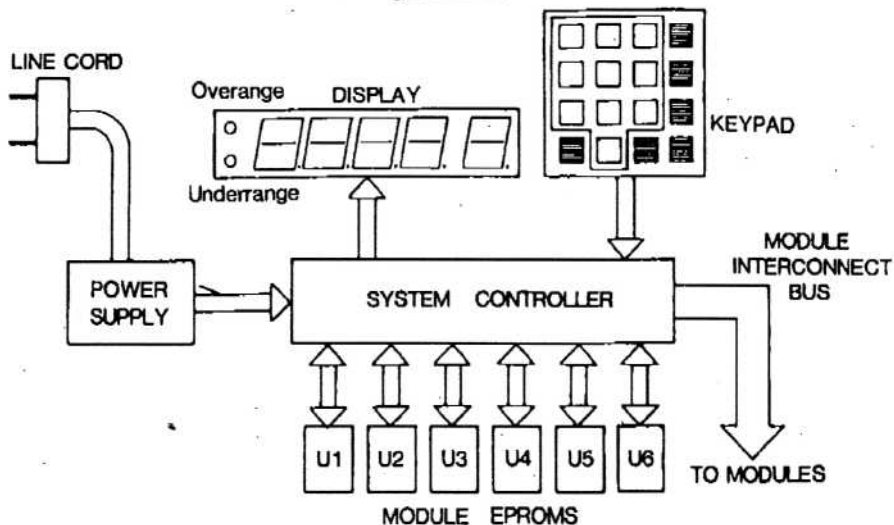 LINE CORD
Overange
DISPLAY
KEYPAD
Underrange
MODULE
INTERCONNECT
BUS
POWER
SUPPLY
SYSTEM CONTROLLER
U1
U2
U3
U4
U5
U6
TO MODULES
MODULE EPROMS